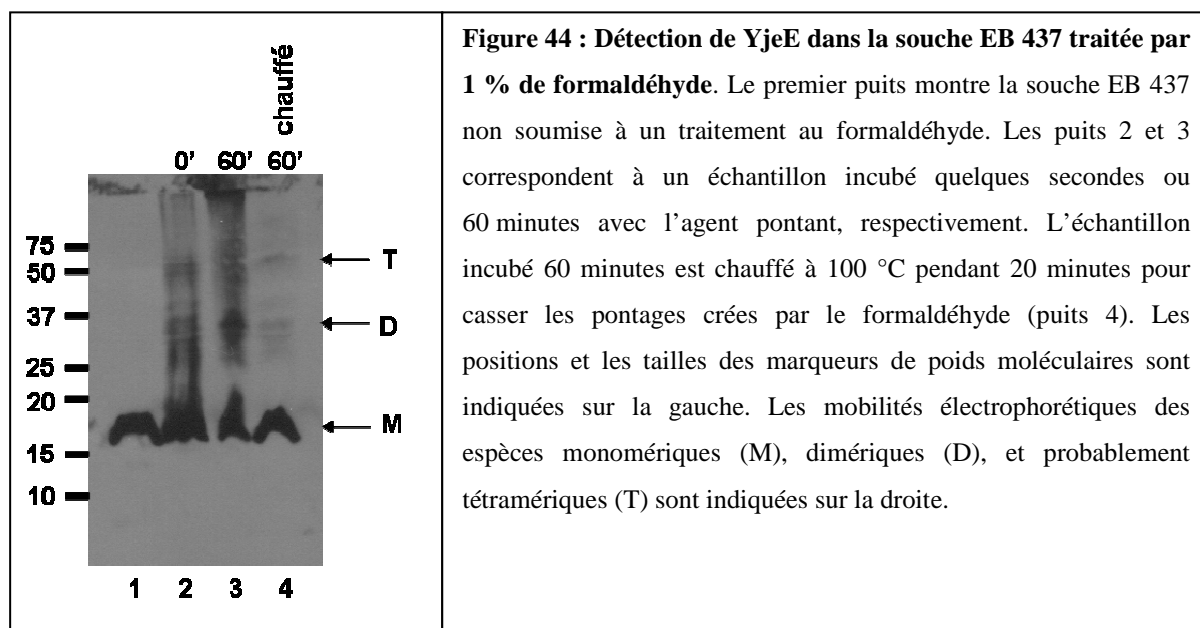 chauffé
0' 60' 60'
75
50
37
25
20
15
10
T
D
M
1 2 3 4
Figure 44 : Détection de YjeE dans la souche EB 437 traitée par
1 % de formaldéhyde. Le premier puits montre la souche EB 437
non soumise à un traitement au formaldéhyde. Les puits 2 et 3
correspondent à un échantillon incubé quelques secondes ou
60 minutes avec l'agent pontant, respectivement. L'échantillon
incubé 60 minutes est chauffé à 100 °C pendant 20 minutes pour
casser les pontages crées par le formaldéhyde (puits 4). Les
positions et les tailles des marqueurs de poids moléculaires sont
indiquées sur la gauche. Les mobilités électrophorétiques des
espèces monomériques (M), dimériques (D), et probablement
tétramériques (T) sont indiquées sur la droite.